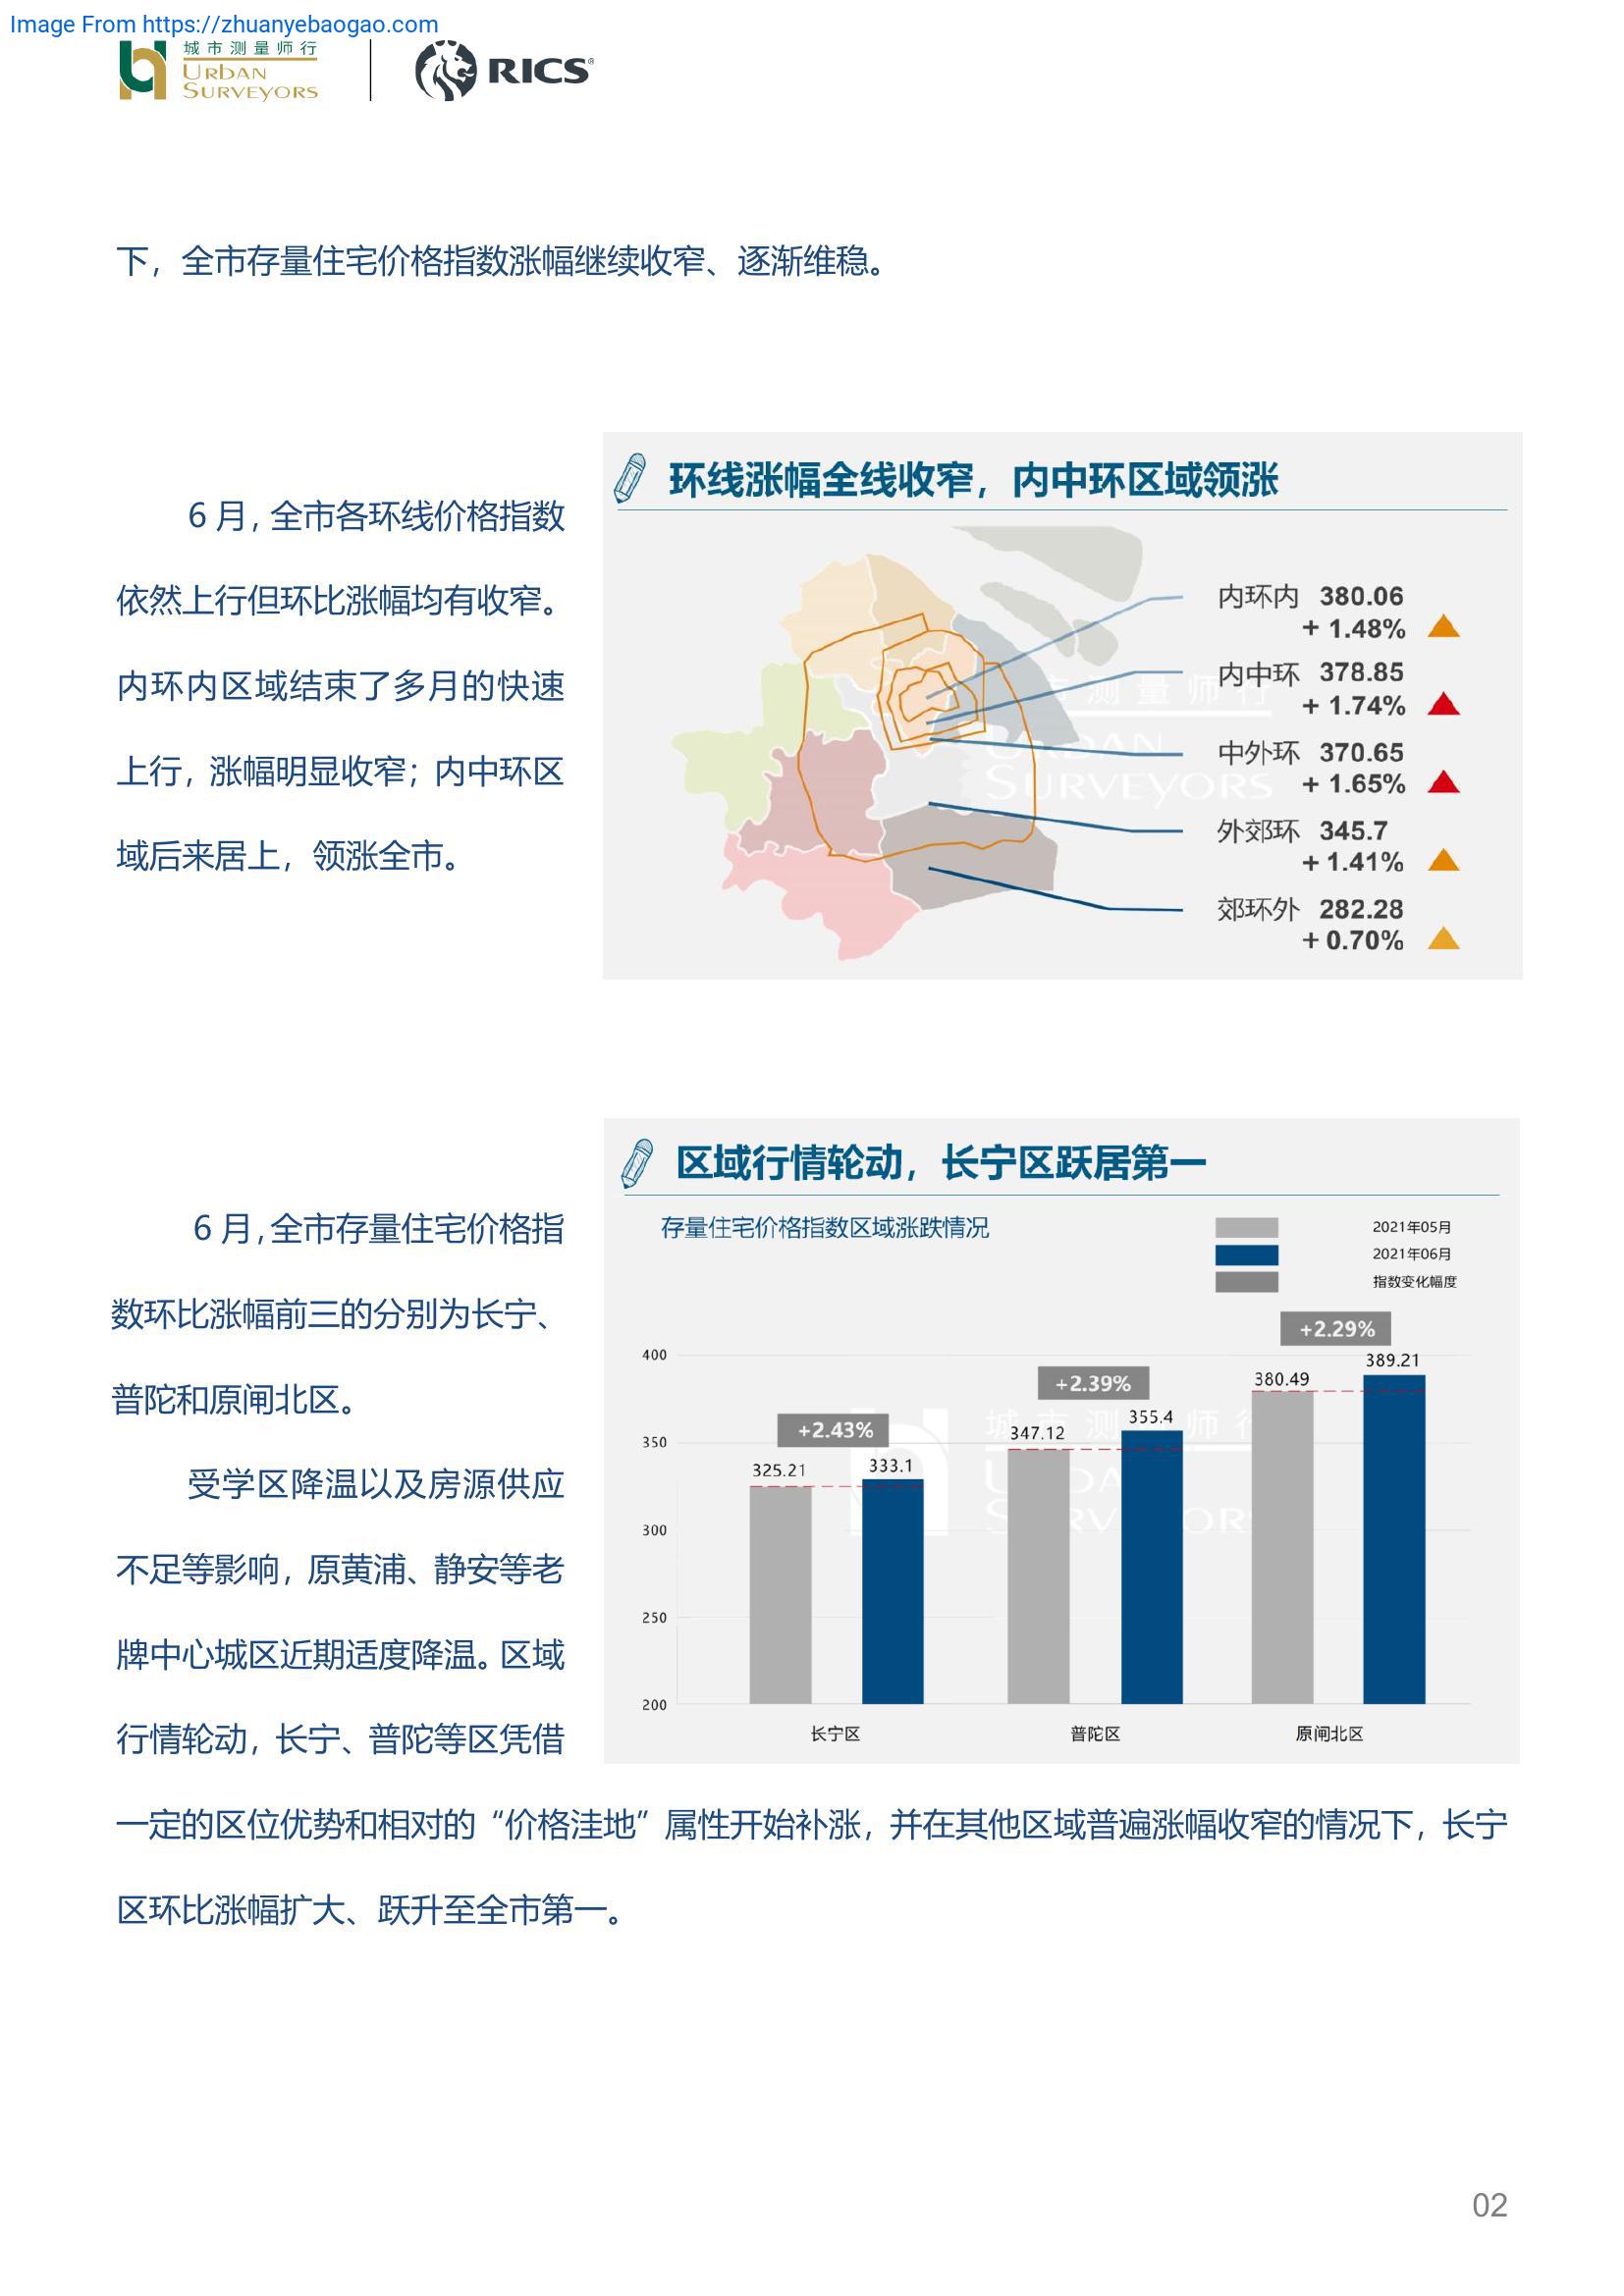 Image From https://zhuanyebaogao.com
城市测量师行
URBAN
SURVEYORS
RICS®
下，全市存量住宅价格指数涨幅继续收窄、逐渐维稳。
6 月，全市各环线价格指数
依然上行但环比涨幅均有收窄。
内环内区域结束了多月的快速
上行，涨幅明显收窄；内中环区
域后来居上，领涨全市。
环线涨幅全线收窄，内中环区域领涨
内环内 380.06
+ 1.48%
内中环 378.85
+ 1.74%
中外环 370.65
+ 1.65%
外郊环 345.7
+ 1.41%
郊环外 282.28
+ 0.70%
测量师行
URBAN
SURVEYORS
6 月，全市存量住宅价格指
数环比涨幅前三的分别为长宁、
普陀和原闸北区。
受学区降温以及房源供应
不足等影响，原黄浦、静安等老
牌中心城区近期适度降温。区域
行情轮动，长宁、普陀等区凭借
一定的区位优势和相对的“价格洼地”属性开始补涨，并在其他区域普遍涨幅收窄的情况下，长宁
区环比涨幅扩大、跃升至全市第一。
区域行情轮动，长宁区跃居第一
存量住宅价格指数区域涨跌情况
2021年05月
2021年06月
指数变化幅度
+2.43%
+2.39%
+2.29%
400
350
300
250
200
325.21
333.1
347.12
355.4
380.49
389.21
长宁区
普陀区
原闸北区
02